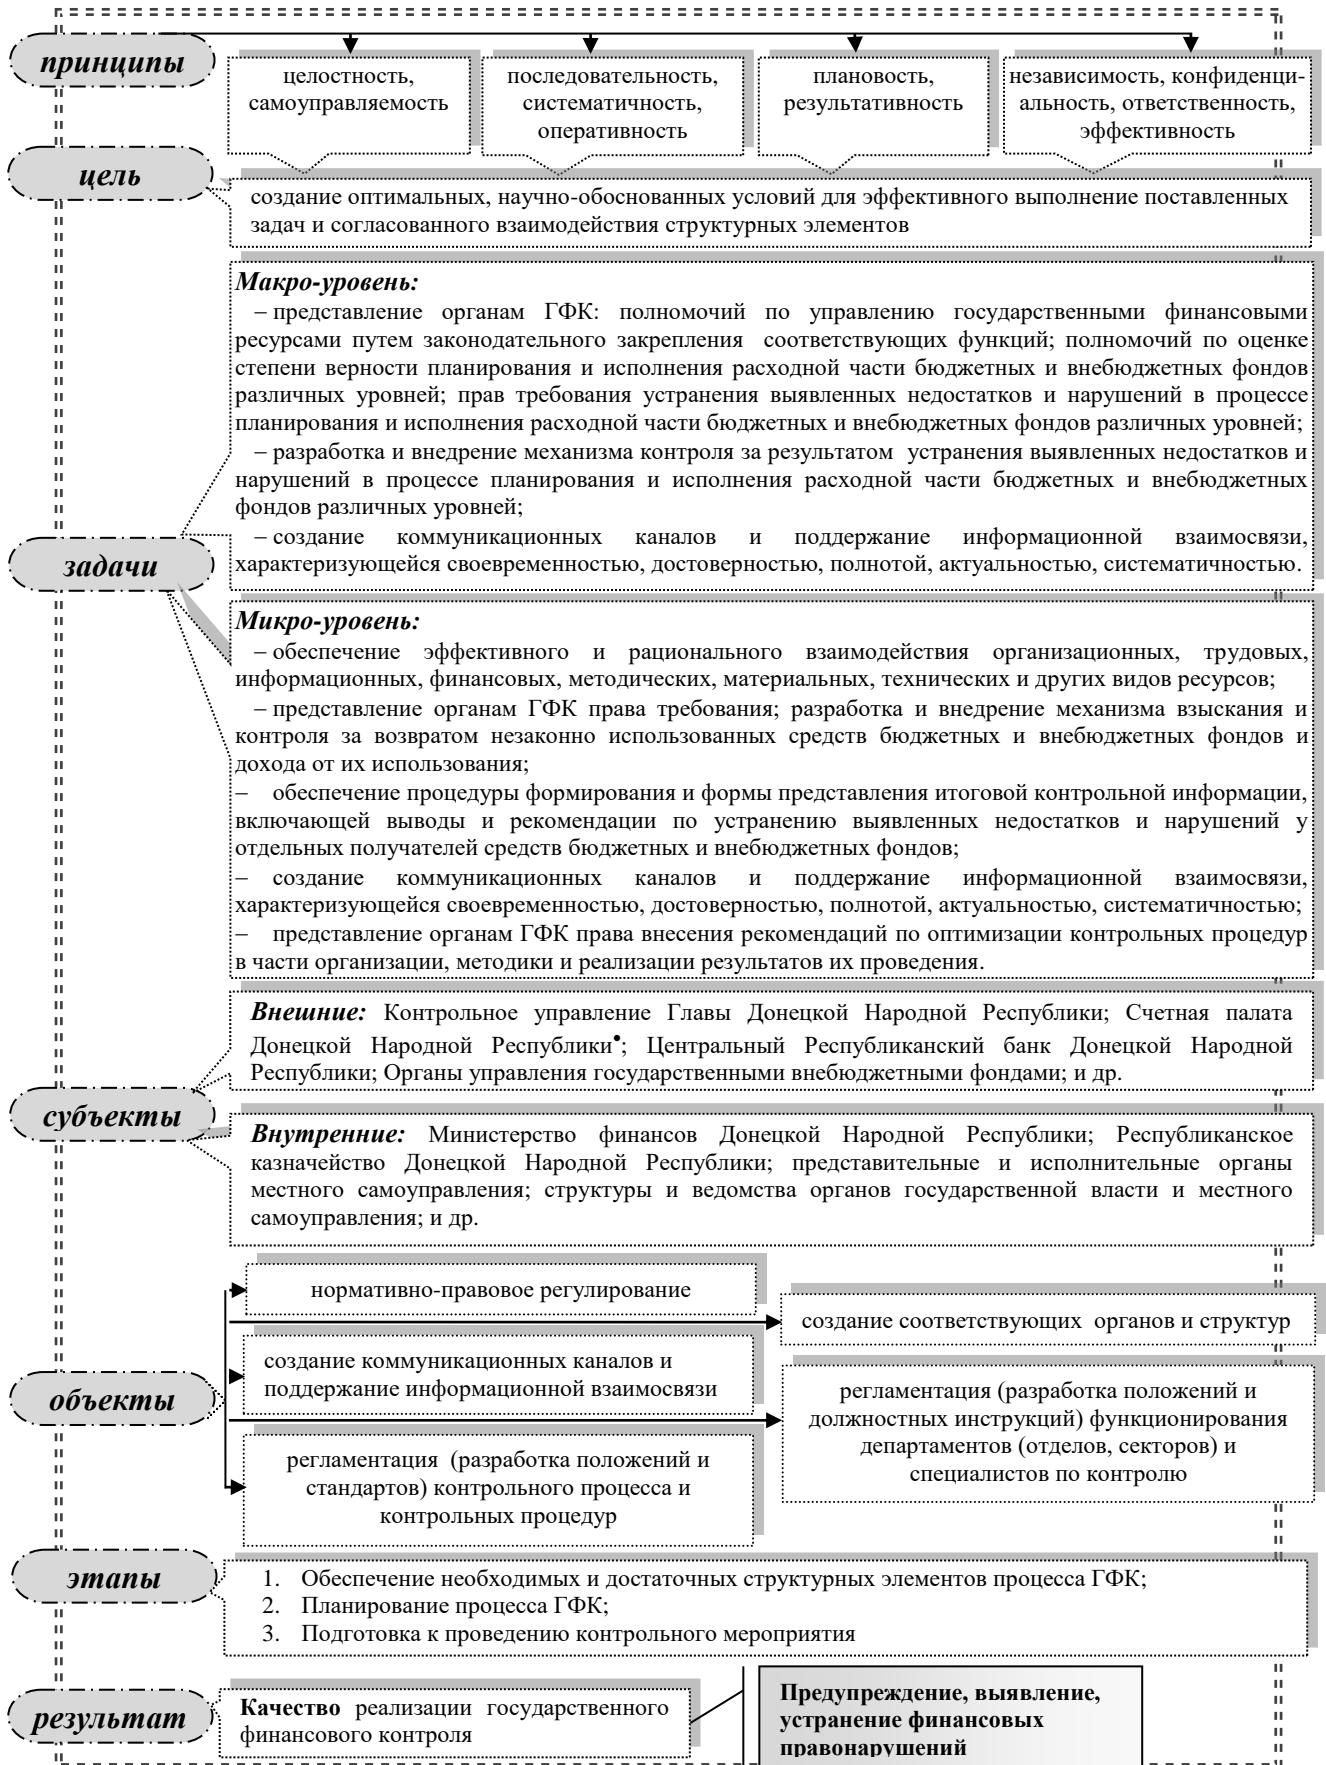 принципы
целостность,
самоуправляемость
последовательность,
систематичность,
оперативность
плановость,
результативность
независимость, конфиденци-
альность, ответственность,
эффективность
цель
создание оптимальных, научно-обоснованных условий для эффективного выполнение поставленных
задач и согласованного взаимодействия структурных элементов
задачи
Макро-уровень:
– представление органам ГФК: полномочий по управлению государственными финансовыми
ресурсами путем законодательного закрепления соответствующих функций; полномочий по оценке
степени верности планирования и исполнения расходной части бюджетных и внебюджетных фондов
различных уровней; прав требования устранения выявленных недостатков и нарушений в процессе
планирования и исполнения расходной части бюджетных и внебюджетных фондов различных уровней;
– разработка и внедрение механизма контроля за результатом устранения выявленных недостатков и
нарушений в процессе планирования и исполнения расходной части бюджетных и внебюджетных
фондов различных уровней;
– создание коммуникационных каналов и поддержание информационной взаимосвязи,
характеризующейся своевременностью, достоверностью, полнотой, актуальностью, систематичностью.
Микро-уровень:
– обеспечение эффективного и рационального взаимодействия организационных, трудовых,
информационных, финансовых, методических, материальных, технических и других видов ресурсов;
– представление органам ГФК права требования; разработка и внедрение механизма взыскания и
контроля за возвратом незаконно использованных средств бюджетных и внебюджетных фондов и
дохода от их использования;
– обеспечение процедуры формирования и формы представления итоговой контрольной информации,
включающей выводы и рекомендации по устранению выявленных недостатков и нарушений у
отдельных получателей средств бюджетных и внебюджетных фондов;
– создание коммуникационных каналов и поддержание информационной взаимосвязи,
характеризующейся своевременностью, достоверностью, полнотой, актуальностью, систематичностью;
– представление органам ГФК права внесения рекомендаций по оптимизации контрольных процедур
в части организации, методики и реализации результатов их проведения.
субъекты
Внешние: Контрольное управление Главы Донецкой Народной Республики; Счетная палата
Донецкой Народной Республики•; Центральный Республиканский банк Донецкой Народной
Республики; Органы управления государственными внебюджетными фондами; и др.
Внутренние: Министерство финансов Донецкой Народной Республики; Республиканское
казначейство Донецкой Народной Республики; представительные и исполнительные органы
местного самоуправления; структуры и ведомства органов государственной власти и местного
самоуправления; и др.
объекты
нормативно-правовое регулирование
создание соответствующих органов и структур
создание коммуникационных каналов и
поддержание информационной взаимосвязи
регламентация (разработка положений и
должностных инструкций) функционирования
департаментов (отделов, секторов) и
специалистов по контролю
регламентация (разработка положений и
стандартов) контрольного процесса и
контрольных процедур
этапы
1. Обеспечение необходимых и достаточных структурных элементов процесса ГФК;
2. Планирование процесса ГФК;
3. Подготовка к проведению контрольного мероприятия
результат
Качество реализации государственного
финансового контроля
Предупреждение, выявление,
устранение финансовых
правонарушений